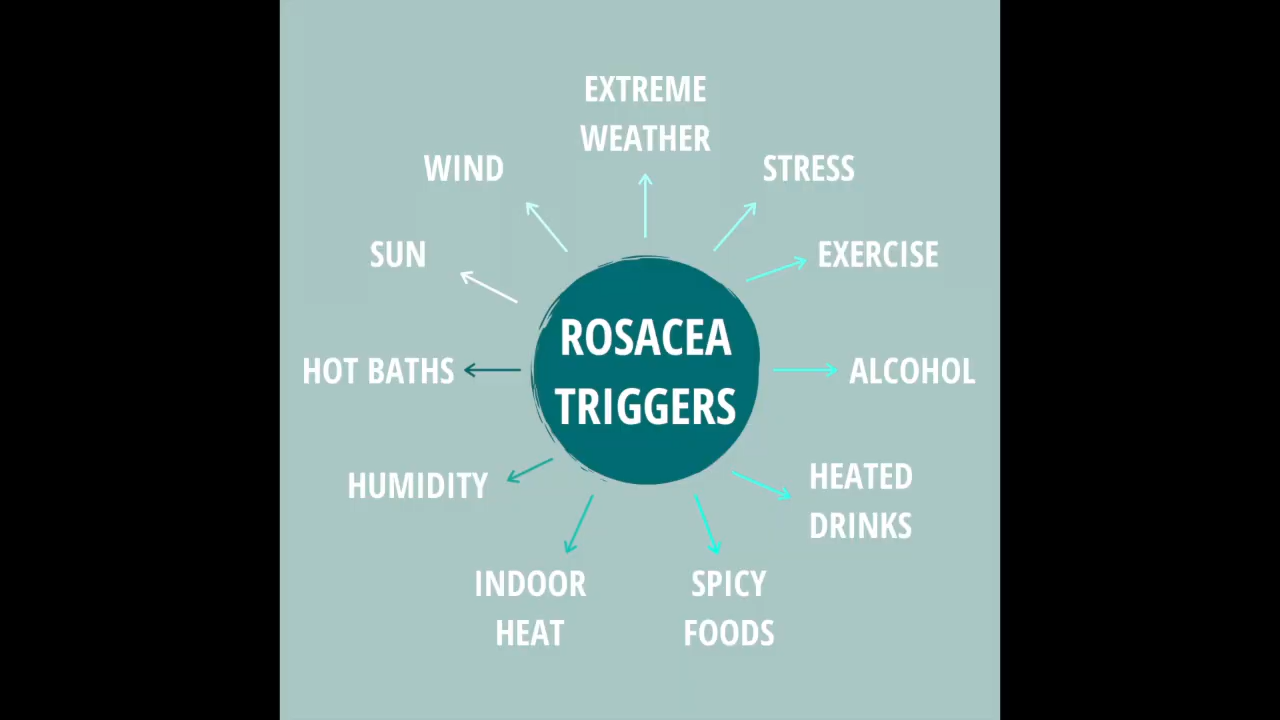 EXTREME
WEATHER
WIND
STRESS
SUN
EXERCISE
ROSACEA
TRIGGERS
HOT BATHS
ALCOHOL
HUMIDITY
HEATED
DRINKS
INDOOR
HEAT
SPICY
FOODS